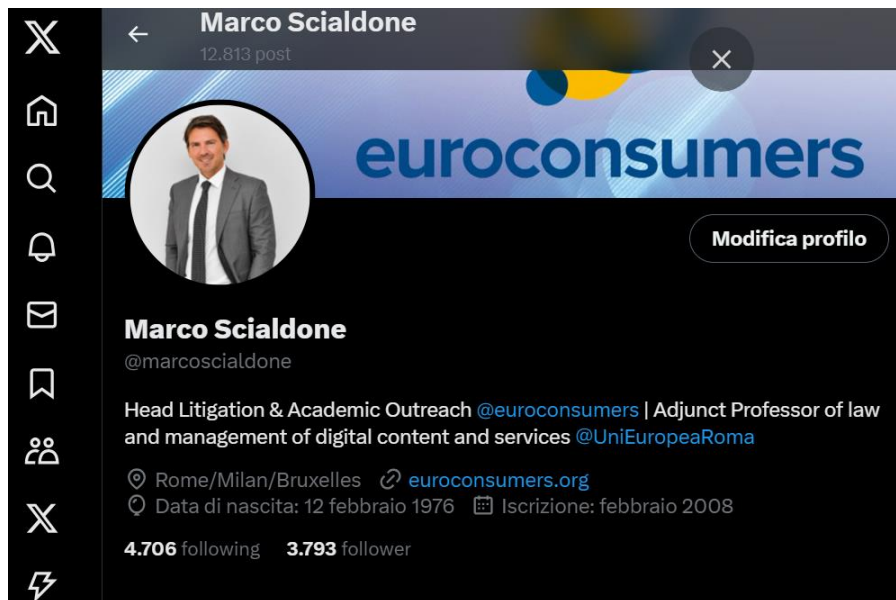 Marco Scialdone
12.813 post
euroconsumers
Modifica profilo
Marco Scialdone
@marcoscialdone
Head Litigation & Academic Outreach @euroconsumers | Adjunct Professor of law
and management of digital content and services @UniEuropeaRoma
Rome/Milan/Bruxelles euroconsumers.org
Data di nascita: 12 febbraio 1976 Iscrizione: febbraio 2008
4.706 following 3.793 follower